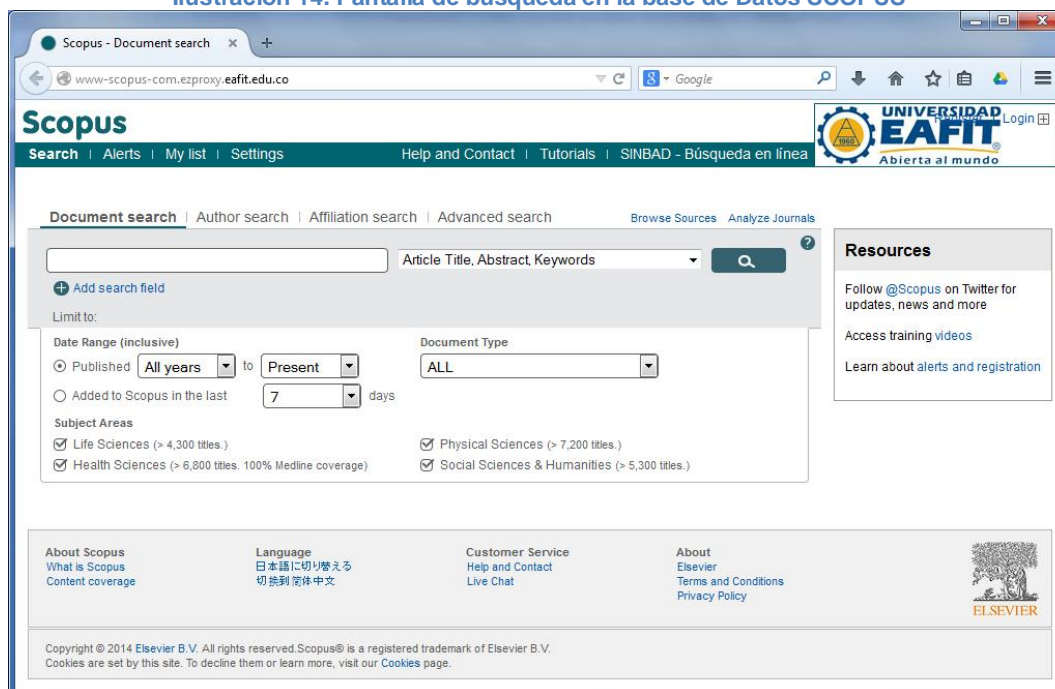 Ilustración 14. Pantalla de búsqueda en la base de Datos SCOPUS
Scopus - Document search
www-scopus-com.ezproxy.eafit.edu.co
Google
Scopus
UNIVERSIDAD
EAFIT
Abierta al mundo
1960
Login
Search | Alerts | My list | Settings
Help and Contact | Tutorials | SINBAD - Búsqueda en línea
Document search | Author search | Affiliation search | Advanced search
Browse Sources Analyze Journals
Article Title, Abstract, Keywords
Add search field
Limit to:
Date Range (inclusive)
Published All years to Present
Added to Scopus in the last 7 days
Document Type
ALL
Subject Areas
Life Sciences (> 4,300 titles.)
Physical Sciences (> 7,200 titles.)
Health Sciences (> 6,800 titles. 100% Medline coverage)
Social Sciences & Humanities (> 5,300 titles.)
Resources
Follow @Scopus on Twitter for
updates, news and more
Access training videos
Learn about alerts and registration
About Scopus
What is Scopus
Content coverage
Language
日本語に切り替える
切换到简体中文
Customer Service
Help and Contact
Live Chat
About
Elsevier
Terms and Conditions
Privacy Policy
ELSEVIER
Copyright © 2014 Elsevier B.V. All rights reserved.Scopus® is a registered trademark of Elsevier B.V.
Cookies are set by this site. To decline them or learn more, visit our Cookies page.